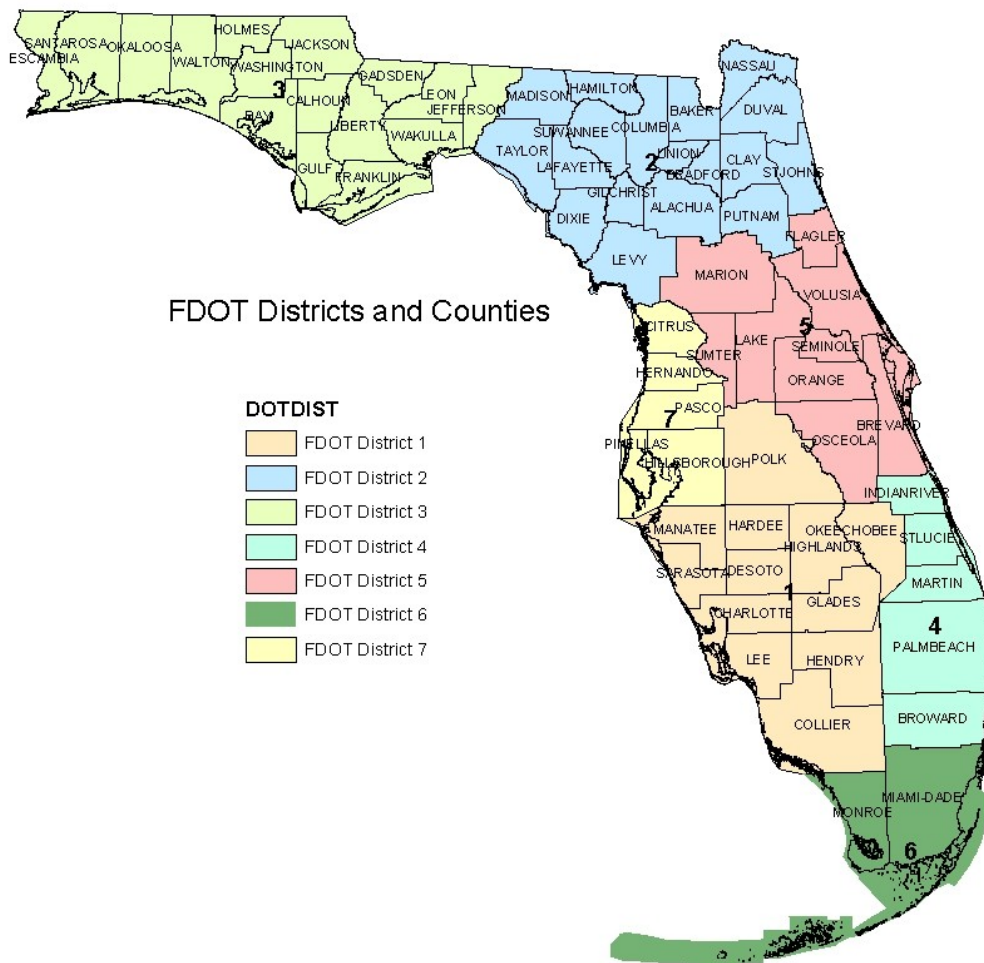 HOLMES
SANTAROSA
OKALOOSA
JACKSON
ESCAMBIA
WALTON
WASHINGTON
GADSDEN
3
LEON
CALHOUN
JEFFERSON
BAY
LIBERTY
WAKULLA
GULF
FRANKLIN
NASSAU
MADISON
HAMILTON
BAKER
DUVAL
SUWANNEE
COLUMBIA
TAYLOR
UNION
LAFAYETTE
2
CLAY
BRADFORD
STJOHNS
GILCHRIST
ALACHUA
DIXIE
PUTNAM
FLAGLER
LEVY
MARION
VOLUSIA
FDOT Districts and Counties
CITRUS
5
LAKE
SEMINOLE
SUMTER
HERNANDO
ORANGE
DOTDIST
PASCO
7
BREVARD
FDOT District 1
FDOT District 2
FDOT District 3
FDOT District 4
FDOT District 5
FDOT District 6
FDOT District 7
PINELLAS
OSCEOLA
HILLSBOROUGH
POLK
INDIANRIVER
MANATEE
HARDEE
OKEECHOBEE
HIGHLANDS
STLUCIE
SARASOTA
DESOTO
MARTIN
1
GLADES
CHARLOTTE
4
PALMBEACH
LEE
HENDRY
COLLIER
BROWARD
MIAMI-DADE
MONROE
6